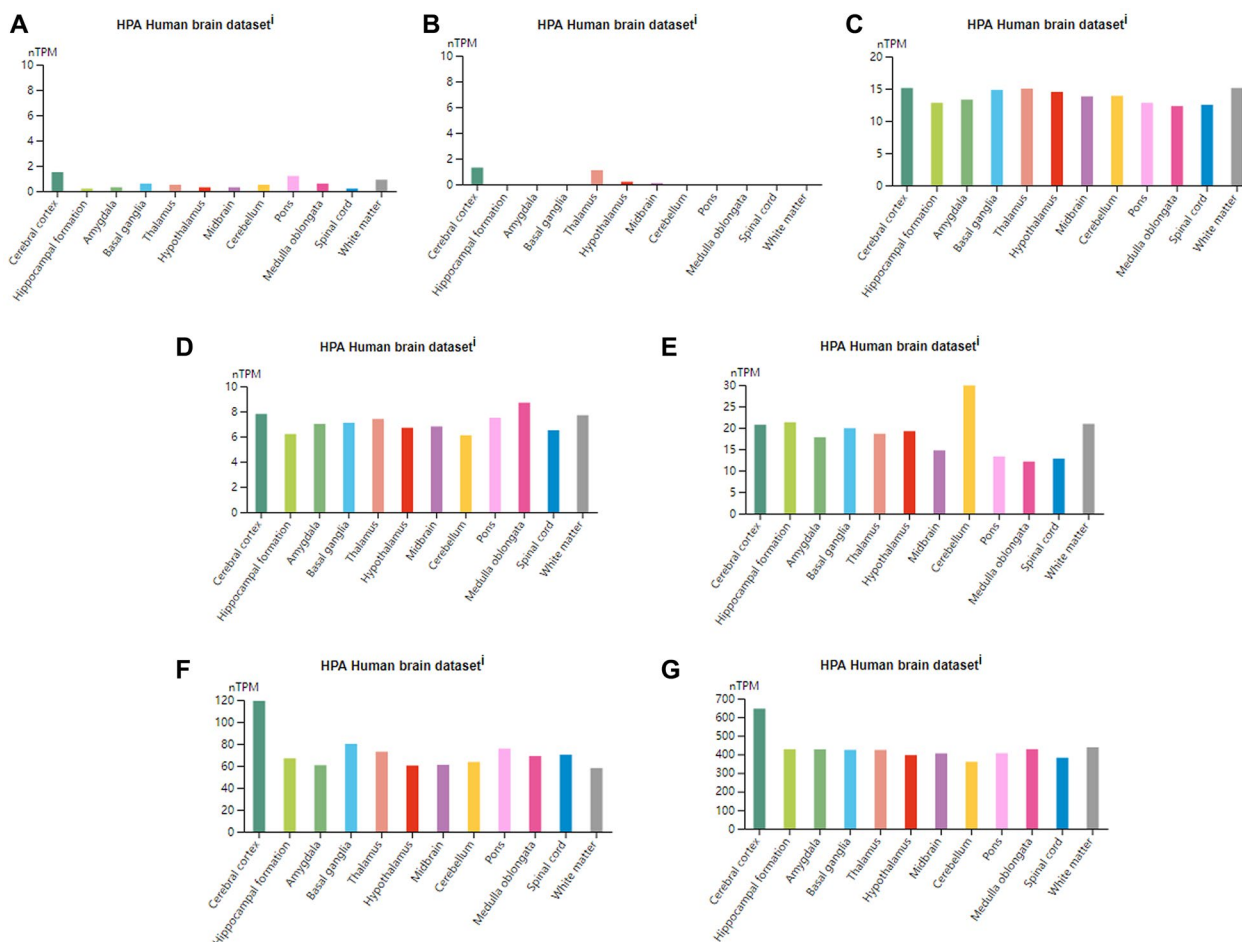 A
HPA Human brain datasetⁱ
nTPM
10
8
6
4
2
0
Cerebral cortex
Hippocampal formation
Amygdala
Basal ganglia
Thalamus
Hypothalamus
Midbrain
Cerebellum
Pons
Medulla oblongata
Spinal cord
White matter
B
HPA Human brain datasetⁱ
nTPM
10
8
6
4
2
0
Cerebral cortex
Hippocampal formation
Amygdala
Basal ganglia
Thalamus
Hypothalamus
Midbrain
Cerebellum
Pons
Medulla oblongata
Spinal cord
White matter
C
HPA Human brain datasetⁱ
nTPM
20
15
10
5
0
Cerebral cortex
Hippocampal formation
Amygdala
Basal ganglia
Thalamus
Hypothalamus
Midbrain
Cerebellum
Pons
Medulla oblongata
Spinal cord
White matter
D
HPA Human brain datasetⁱ
nTPM
10
8
6
4
2
0
Cerebral cortex
Hippocampal formation
Amygdala
Basal ganglia
Thalamus
Hypothalamus
Midbrain
Cerebellum
Pons
Medulla oblongata
Spinal cord
White matter
E
HPA Human brain datasetⁱ
nTPM
30
25
20
15
10
5
0
Cerebral cortex
Hippocampal formation
Amygdala
Basal ganglia
Thalamus
Hypothalamus
Midbrain
Cerebellum
Pons
Medulla oblongata
Spinal cord
White matter
F
HPA Human brain datasetⁱ
nTPM
120
100
80
60
40
20
0
Cerebral cortex
Hippocampal formation
Amygdala
Basal ganglia
Thalamus
Hypothalamus
Midbrain
Cerebellum
Pons
Medulla oblongata
Spinal cord
White matter
G
HPA Human brain datasetⁱ
nTPM
700
600
500
400
300
200
100
0
Cerebral cortex
Hippocampal formation
Amygdala
Basal ganglia
Thalamus
Hypothalamus
Midbrain
Cerebellum
Pons
Medulla oblongata
Spinal cord
White matter